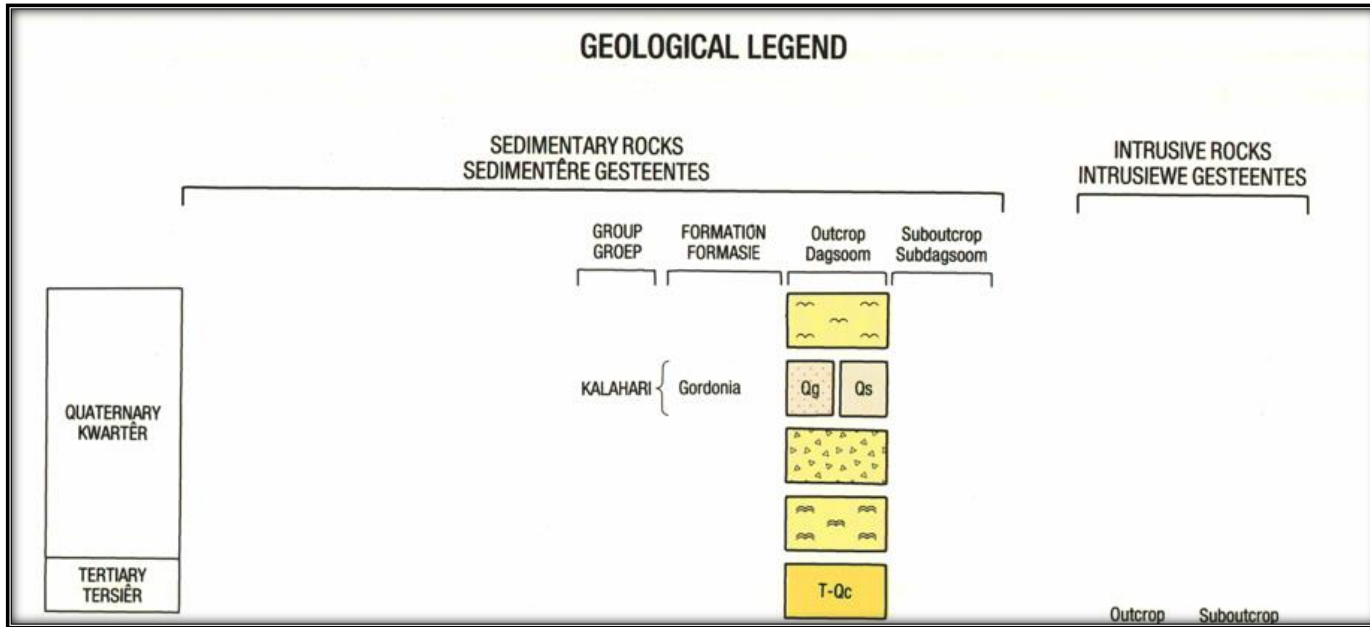 GEOLOGICAL LEGEND
SEDIMENTARY ROCKS
SEDIMENTÊRE GESTEENTES
INTRUSIVE ROCKS
INTRUSIEWE GESTEENTES
GROUP
GROEP
FORMATION
FORMASIE
Outcrop
Dagsoom
Suboutcrop
Subdagsoom
QUATERNARY
KWARTÊR
KALAHARI
Gordonia
Qg
Qs
TERTIARY
TERSIÊR
T-Qc
Outcrop
Suboutcrop